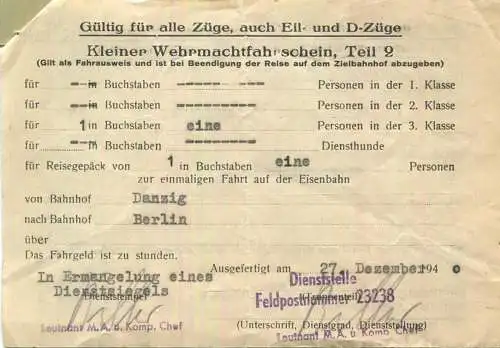 Gültig für alle Züge, auch Eil- und D-Züge
Kleiner Wehrmachtfahrschein, Teil 2
(Gilt als Fahrausweis und ist bei Beendigung der Reise auf dem Zielbahnhof abzugeben)
für -- in Buchstaben -- ------- Personen in der 1. Klasse
für -- in Buchstaben ---------- Personen in der 2. Klasse
für 1 in Buchstaben eine Personen in der 3. Klasse
für -- in Buchstaben ---------- Diensthunde
für Reisegepäck von 1 in Buchstaben eine Personen
zur einmaligen Fahrt auf der Eisenbahn
von Bahnhof Danzig
nach Bahnhof Berlin
über
Das Fahrgeld ist zu stunden.
Ausgefertigt am 27. Dezember 1940
In Ermangelung eines
Dienstsiegels
(Dienststempel)
Dienststelle
Feldpostnummer 23238
(Truppenteil)
Leutnant M.A. u. Komp. Chef
(Unterschrift, Dienstgrad, Dienststellung)
Leutnant M.A. u. Komp. Chef